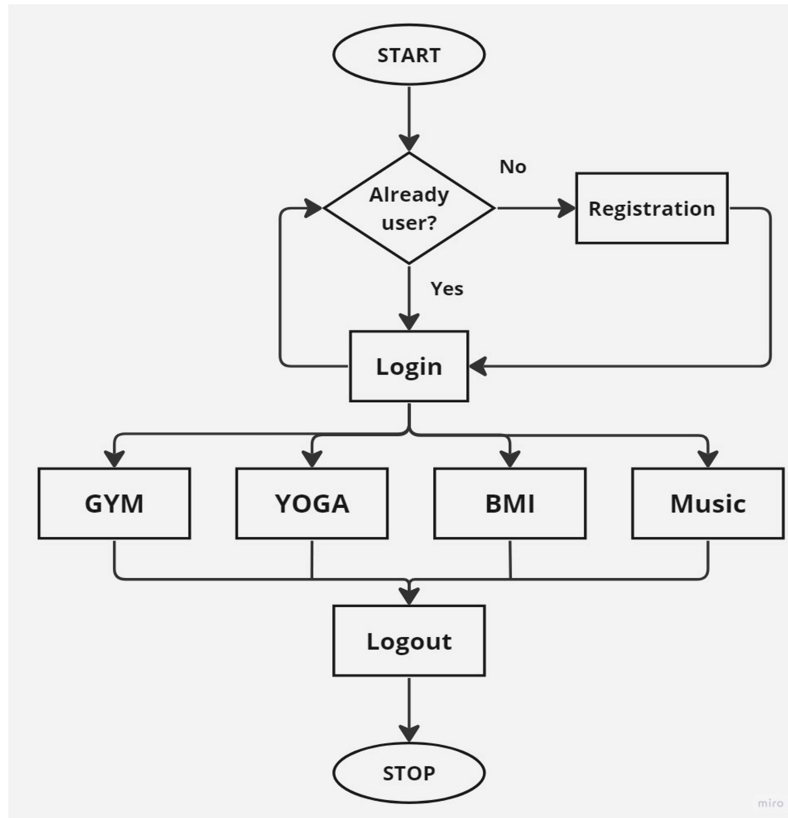 START
Already
user?
No
Registration
Yes
Login
GYM
YOGA
BMI
Music
Logout
STOP
miro